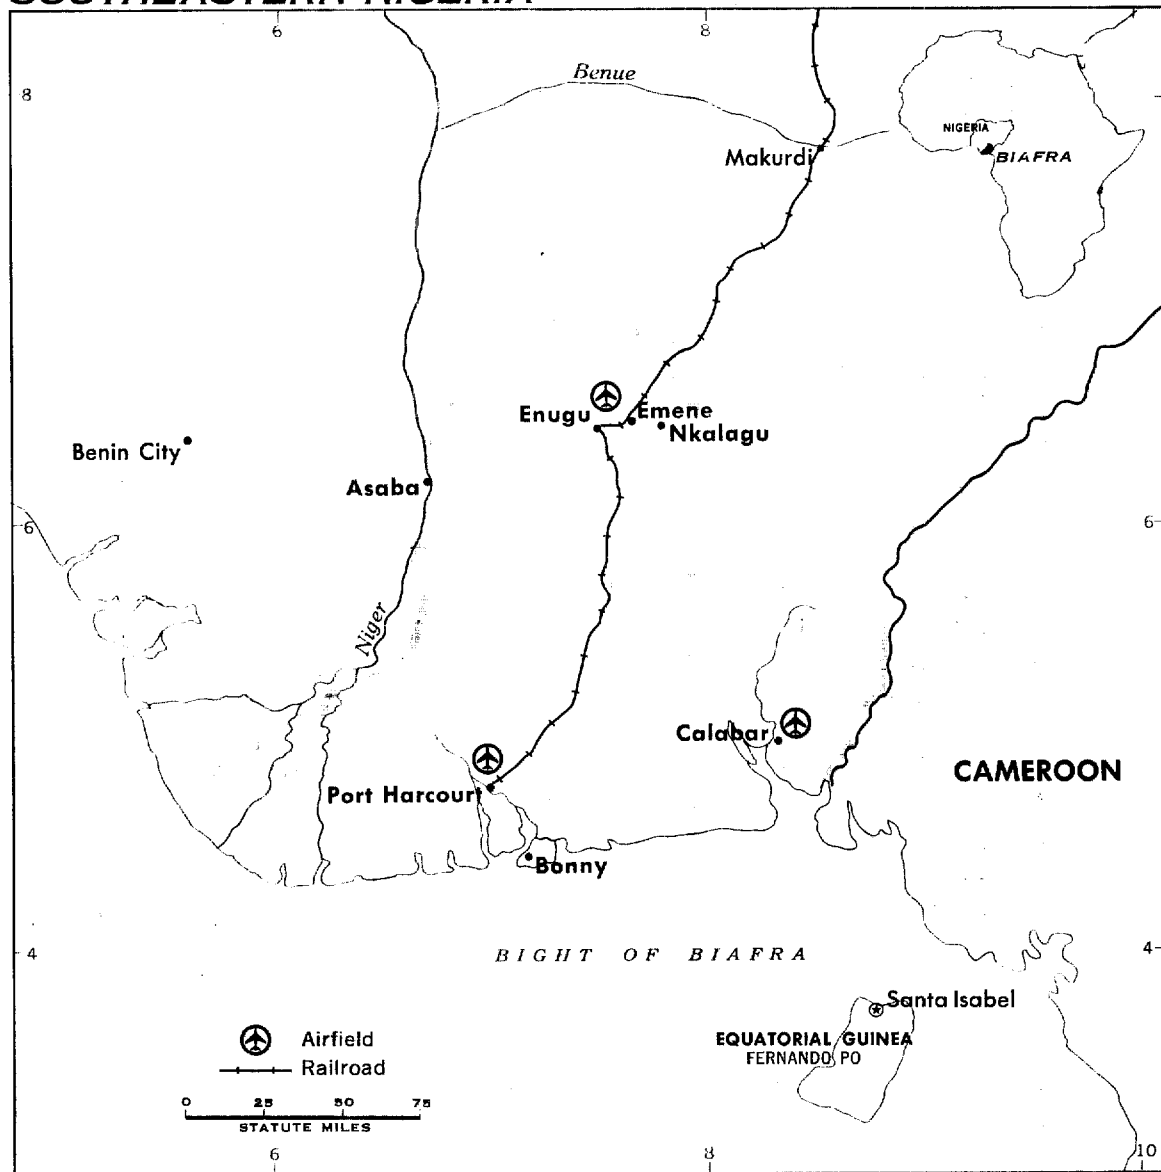 SOUTHEASTERN NIGERIA
6
8
Benue
8
NIGERIA
BIAFRA
Makurdi
Enugu
Emene
Nkalagu
Benin City
Asaba
6
6
Niger
Calabar
CAMEROON
Port Harcourt
Bonny
4
BIGHT OF BIAFRA
4
Santa Isabel
EQUATORIAL GUINEA
FERNANDO PO
Airfield
Railroad
0 25 50 75
STATUTE MILES
6
8
10